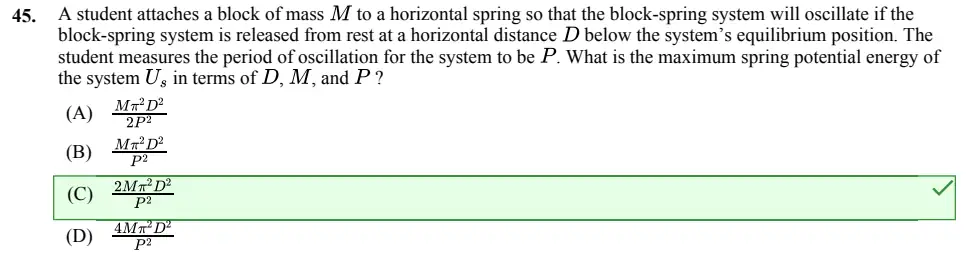 45. A student attaches a block of mass M to a horizontal spring so that the block-spring system will oscillate if the
block-spring system is released from rest at a horizontal distance D below the system’s equilibrium position. The
student measures the period of oscillation for the system to be P. What is the maximum spring potential energy of
the system Uₛ in terms of D, M, and P ?
(A) Mπ²D²/2P²
(B) Mπ²D²/P²
(C) 2Mπ²D²/P² ✓
(D) 4Mπ²D²/P²